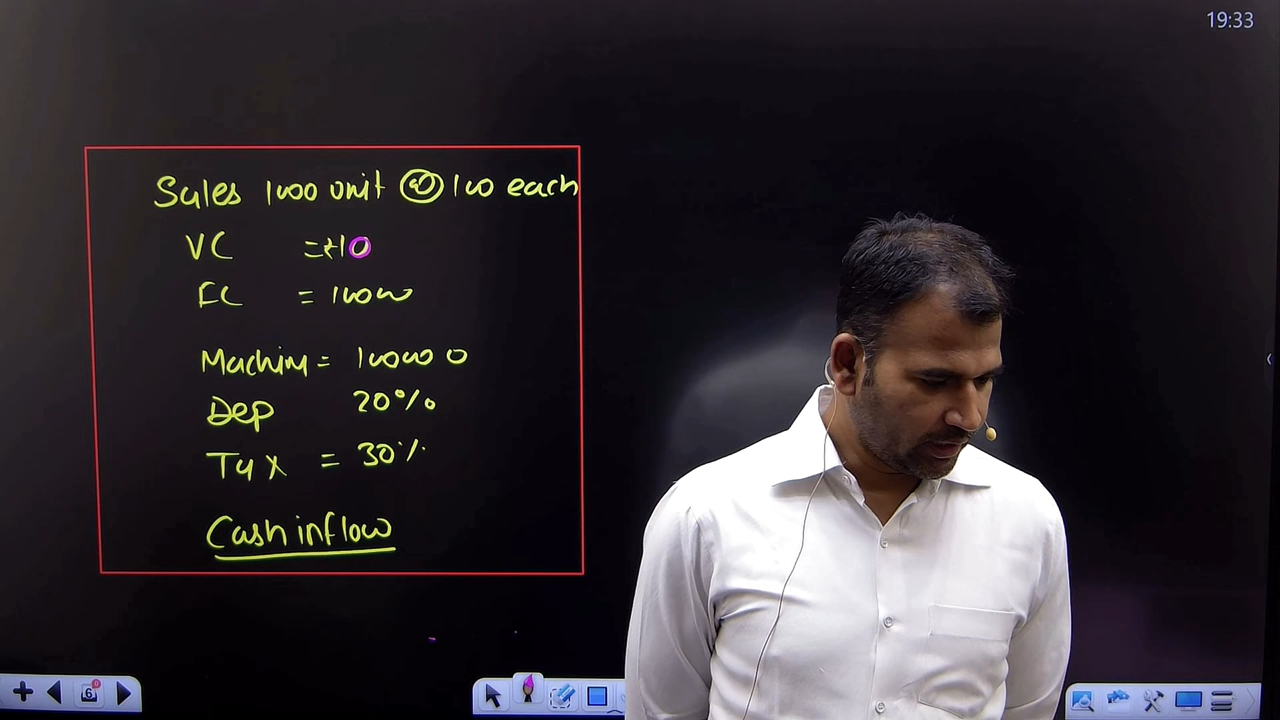 19:33
Sales 1000 unit @ 100 each
VC = ₹10
FC = 10000
Machine = 100000
Dep 20%
Tax = 30%
Cash inflow
6